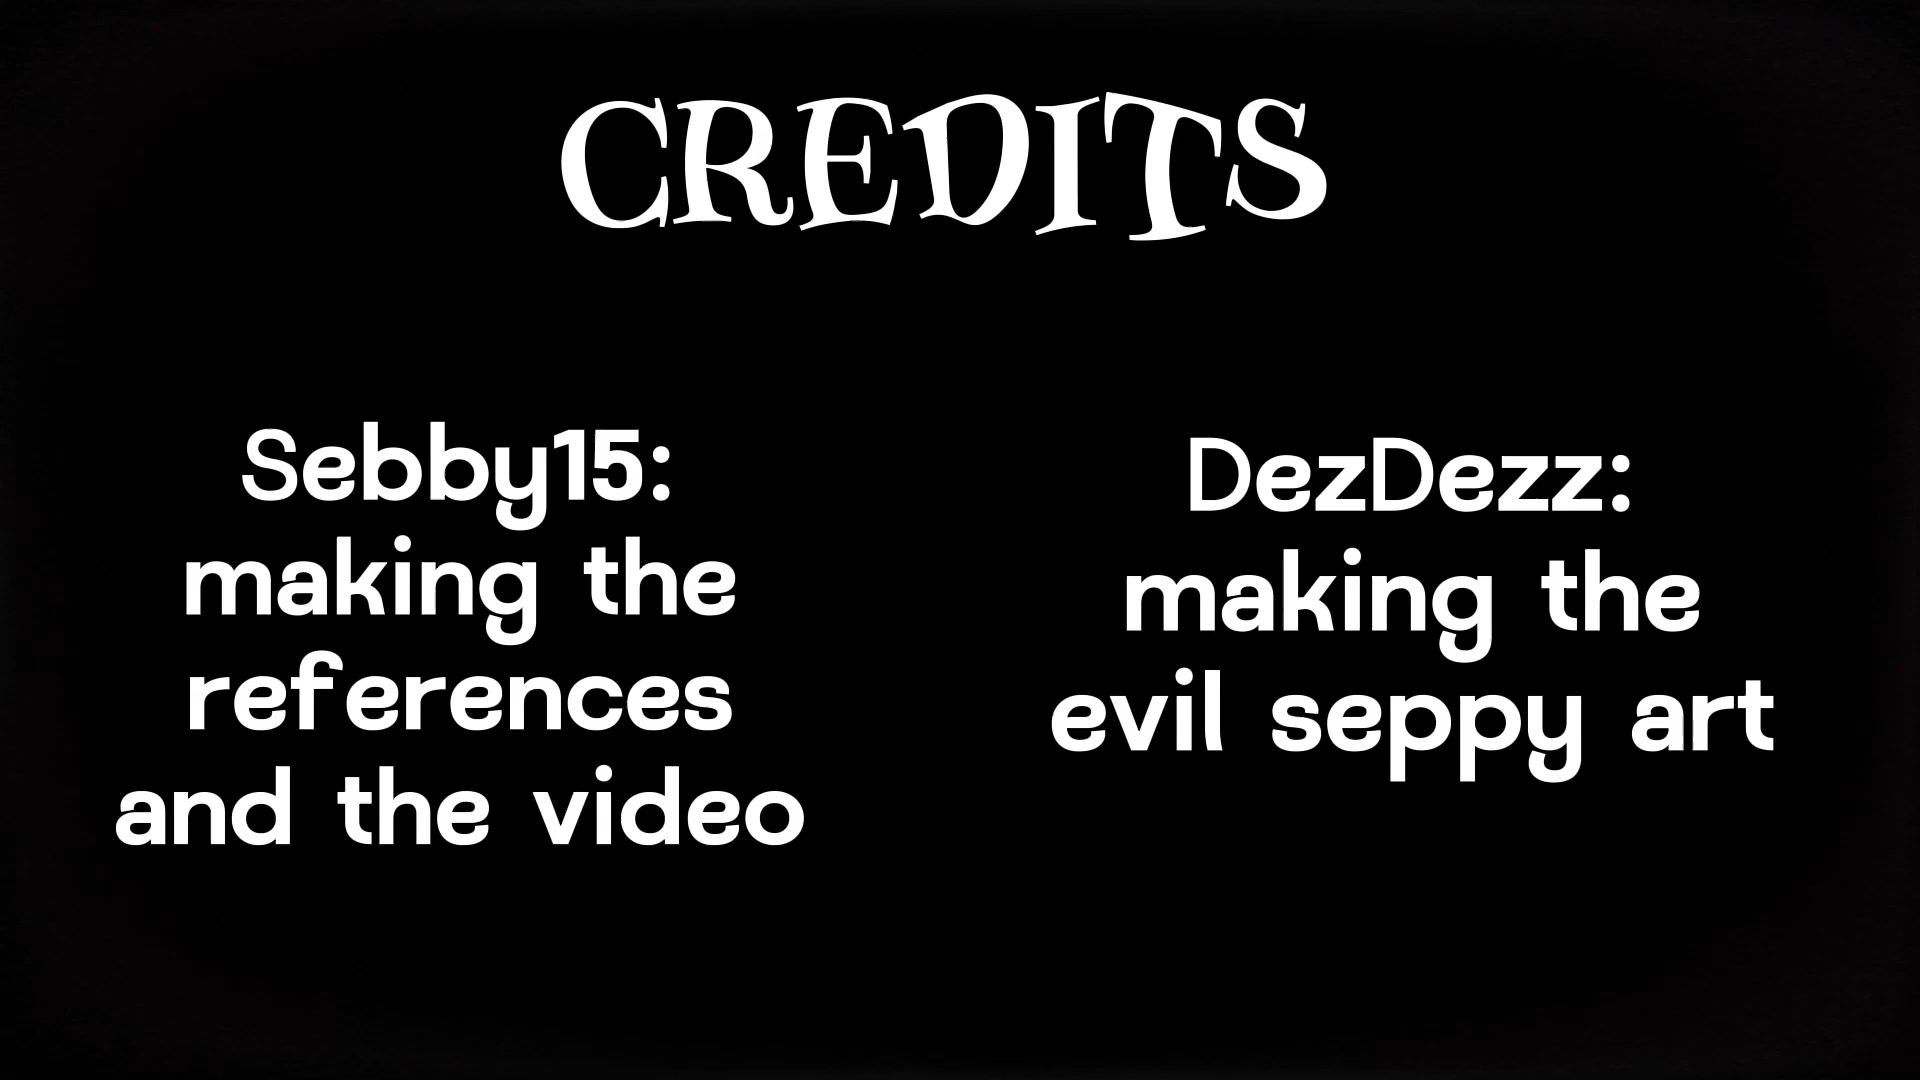 CREDITS
Sebby15:
making the
references
and the video
DezDezz:
making the
evil seppy art